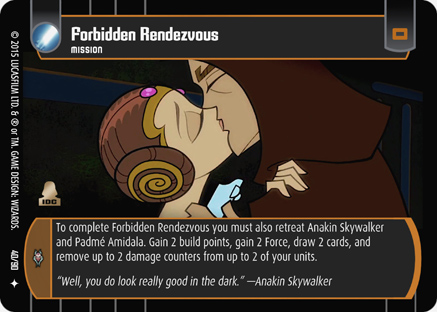 Forbidden Rendezvous
MISSION
© 2015 LUCASFILM LTD. & ® or TM. GAME DESIGN: WIZARDS.
40/90
IDC
To complete Forbidden Rendezvous you must also retreat Anakin Skywalker
and Padmé Amidala. Gain 2 build points, gain 2 Force, draw 2 cards, and
remove up to 2 damage counters from up to 2 of your units.
“Well, you do look really good in the dark.” —Anakin Skywalker